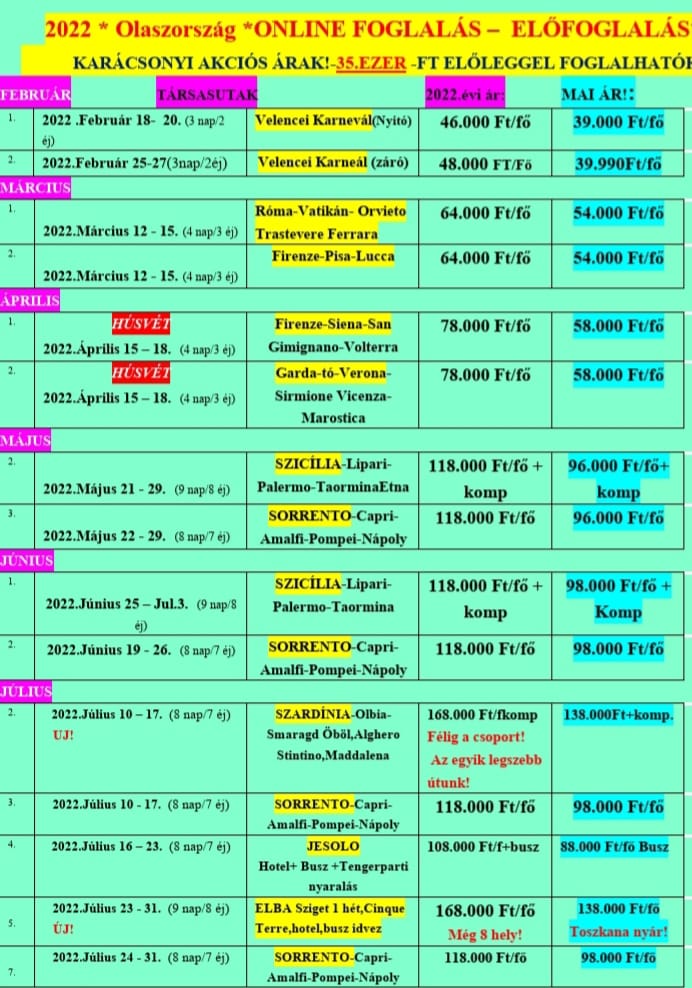 2022 * Olaszország *ONLINE FOGLALÁS – ELŐFOGLALÁS
KARÁCSONYI AKCIÓS ÁRAK!-35.EZER -FT ELŐLEGGEL FOGLALHATÓK
FEBRUÁR TÁRSASUTAK 2022.évi ár: MAI ÁR!:
1. 2022 .Február 18- 20. (3 nap/2 Velencei Karnevál(Nyitó) 46.000 Ft/fő 39.000 Ft/fő
éj)
2. 2022.Február 25-27(3nap/2éj) Velencei Karneál (záró) 48.000 FT/Fő 39.990Ft/fő
MÁRCIUS
1. Róma-Vatikán- Orvieto 64.000 Ft/fő 54.000 Ft/fő
2022.Március 12 - 15. (4 nap/3 éj) Trastevere Ferrara
2. Firenze-Pisa-Lucca 64.000 Ft/fő 54.000 Ft/fő
2022.Március 12 - 15. (4 nap/3 éj)
ÁPRILIS
1. HÚSVÉT Firenze-Siena-San 78.000 Ft/fő 58.000 Ft/fő
2022.Április 15 – 18. (4 nap/3 éj) Gimignano-Volterra
2. HÚSVÉT Garda-tó-Verona- 78.000 Ft/fő 58.000 Ft/fő
2022.Április 15 – 18. (4 nap/3 éj) Sirmione Vicenza-
Marostica
MÁJUS
2. SZICÍLIA-Lipari- 118.000 Ft/fő + 96.000 Ft/fő+
2022.Május 21 - 29. (9 nap/8 éj) Palermo-TaorminaEtna komp komp
3. SORRENTO-Capri- 118.000 Ft/fő 96.000 Ft/fő
2022.Május 22 - 29. (8 nap/7 éj) Amalfi-Pompei-Nápoly
JÚNIUS
1. SZICÍLIA-Lipari- 118.000 Ft/fő + 98.000 Ft/fő +
2022.Június 25 – Jul.3. (9 nap/8 Palermo-Taormina komp Komp
éj)
2. 2022.Június 19 - 26. (8 nap/7 éj) SORRENTO-Capri- 118.000 Ft/fő 98.000 Ft/fő
Amalfi-Pompei-Nápoly
JÚLIUS
2. 2022.Július 10 – 17. (8 nap/7 éj) SZARDÍNIA-Olbia- 168.000 Ft/fkomp 138.000Ft+komp.
UJ! Smaragd Öböl,Alghero Félig a csoport!
Stintino,Maddalena Az egyik legszebb
útunk!
3. 2022.Július 10 - 17. (8 nap/7 éj) SORRENTO-Capri- 118.000 Ft/fő 98.000 Ft/fő
Amalfi-Pompei-Nápoly
4. 2022.Július 16 – 23. (8 nap/7 éj) JESOLO 108.000 Ft/f+busz 88.000 Ft/fő Busz
Hotel+ Busz +Tengerparti
nyaralás
2022.Július 23 - 31. (9 nap/8 éj) ELBA Sziget 1 hét,Cinque 168.000 Ft/fő 138.000 Ft/fő
5. ÚJ! Terre,hotel,busz idvez Még 8 hely! Toszkana nyár!
2022.Július 24 - 31. (8 nap/7 éj) SORRENTO-Capri- 118.000 Ft/fő 98.000 Ft/fő
7. Amalfi-Pompei-Nápoly